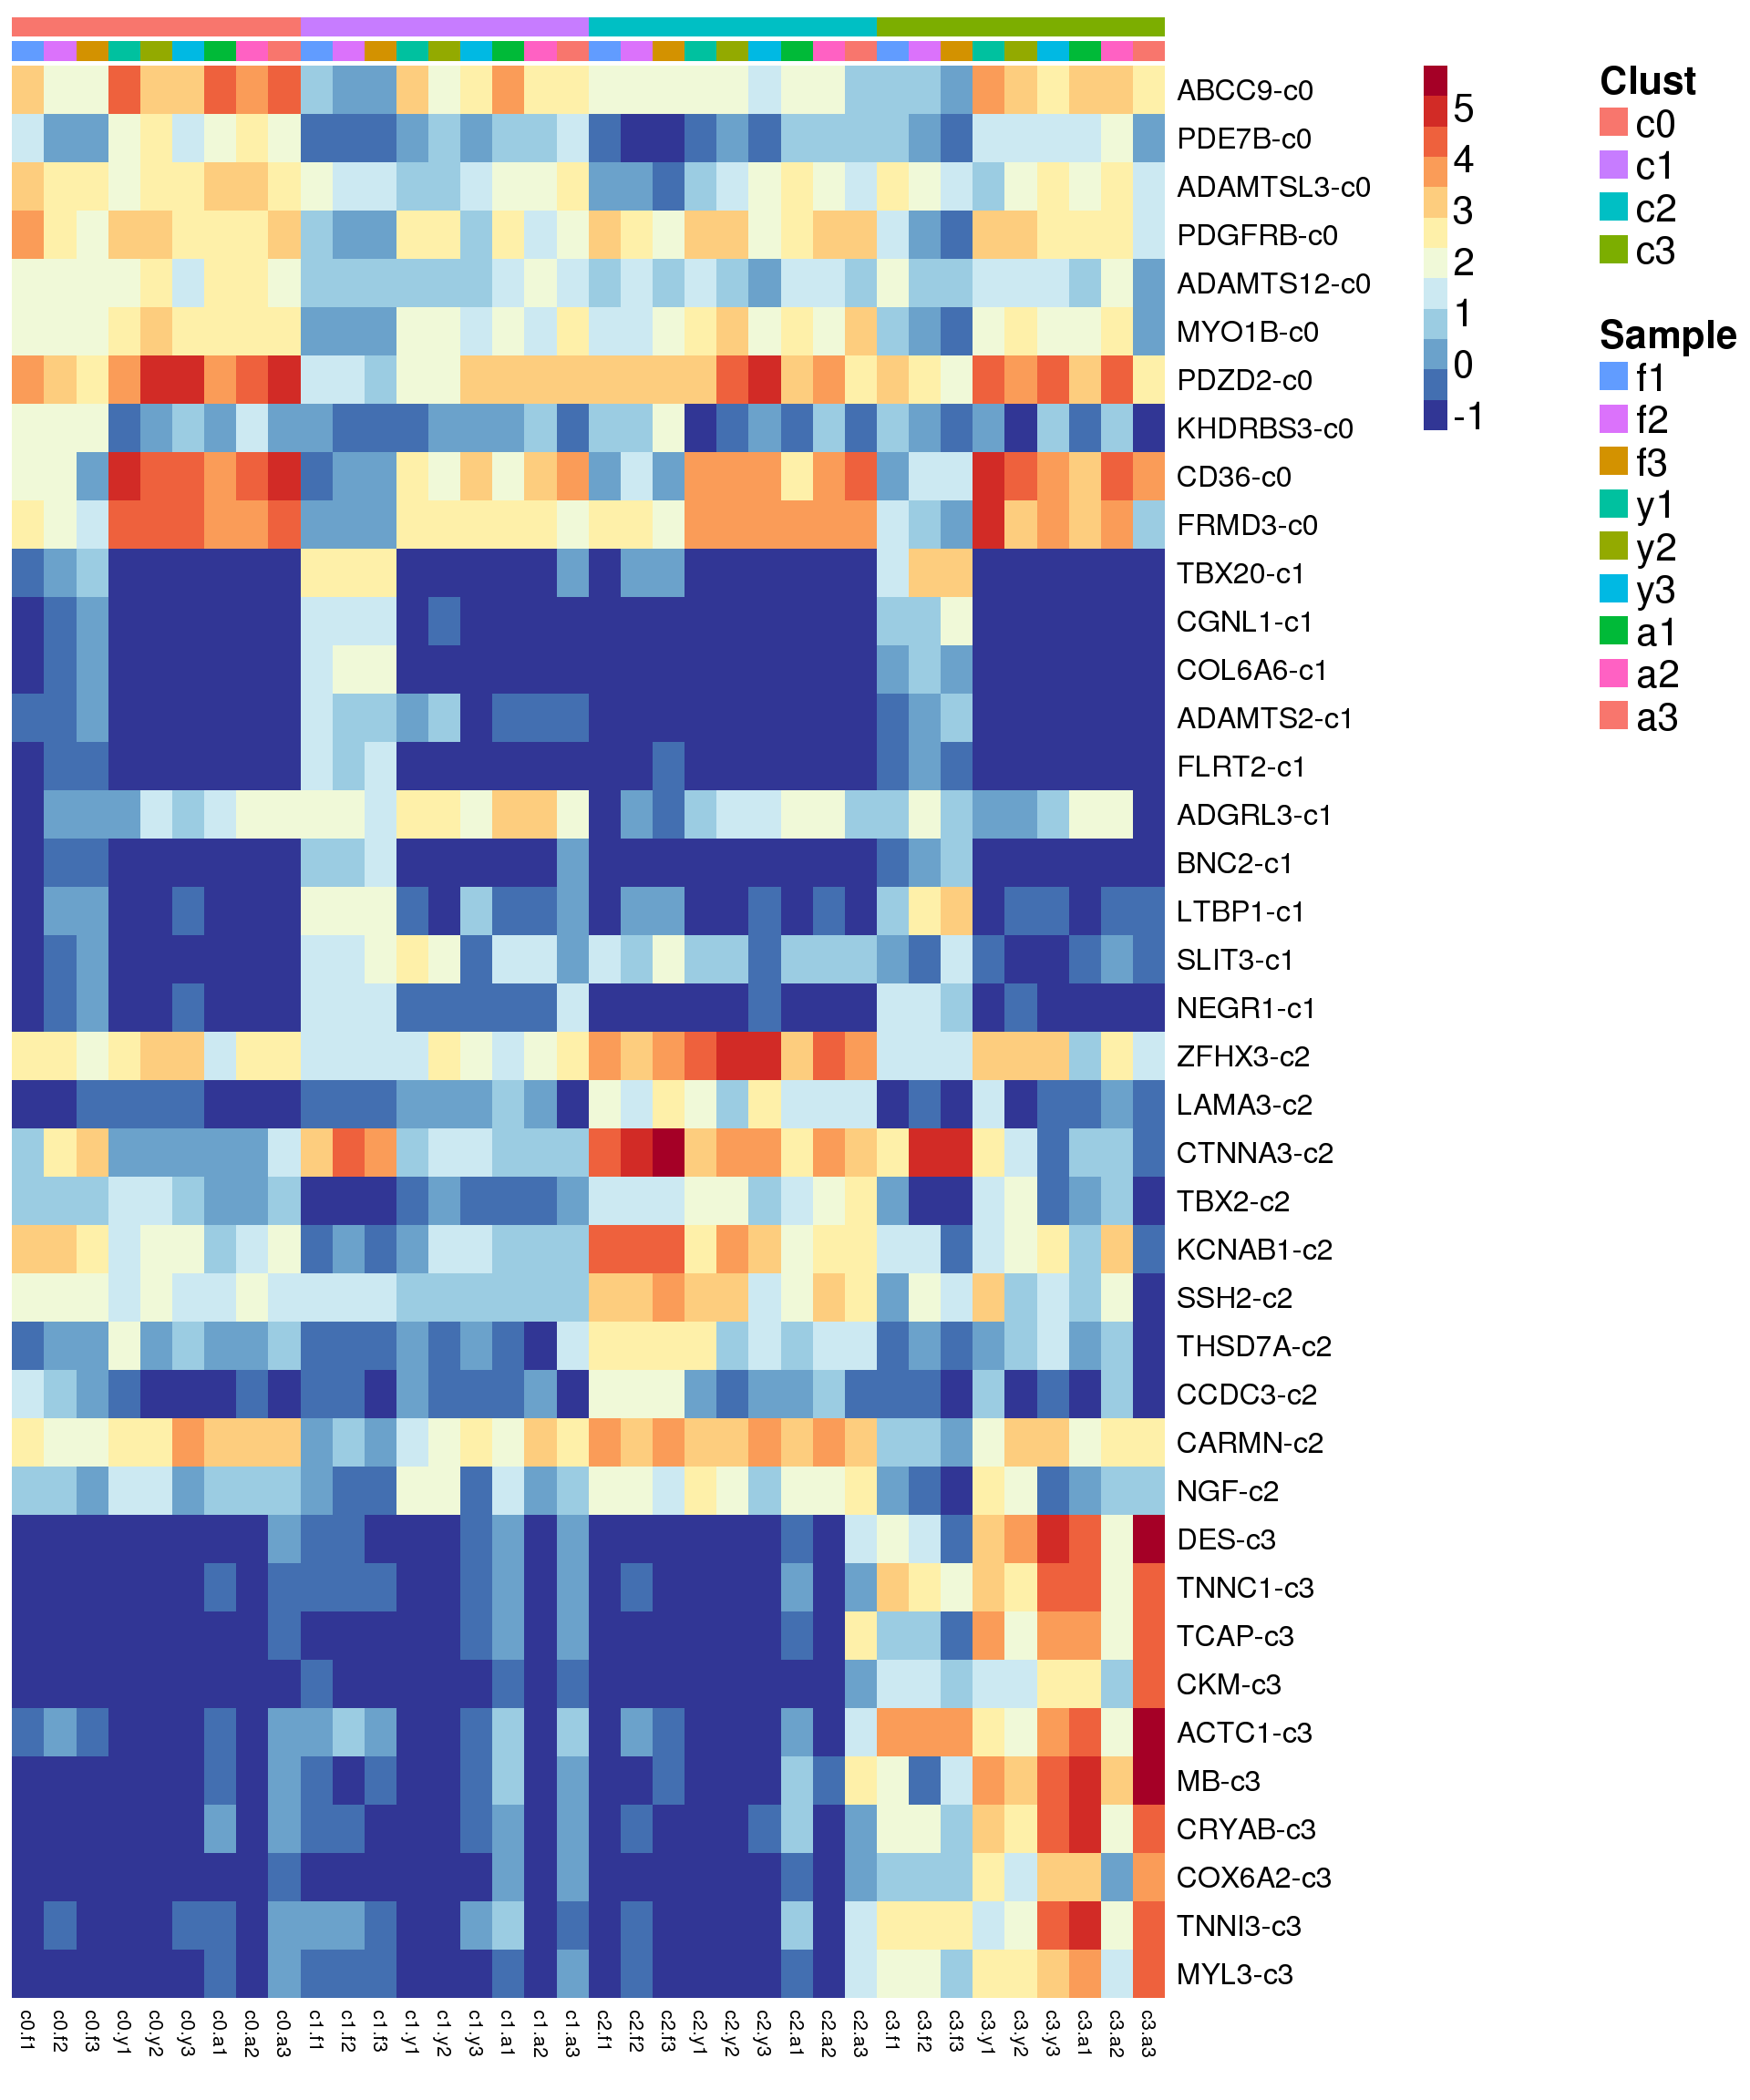 ABCC9-c0
PDE7B-c0
ADAMTSL3-c0
PDGFRB-c0
ADAMTS12-c0
MYO1B-c0
PDZD2-c0
KHDRBS3-c0
CD36-c0
FRMD3-c0
TBX20-c1
CGNL1-c1
COL6A6-c1
ADAMTS2-c1
FLRT2-c1
ADGRL3-c1
BNC2-c1
LTBP1-c1
SLIT3-c1
NEGR1-c1
ZFHX3-c2
LAMA3-c2
CTNNA3-c2
TBX2-c2
KCNAB1-c2
SSH2-c2
THSD7A-c2
CCDC3-c2
CARMN-c2
NGF-c2
DES-c3
TNNC1-c3
TCAP-c3
CKM-c3
ACTC1-c3
MB-c3
CRYAB-c3
COX6A2-c3
TNNI3-c3
MYL3-c3
c0.f1
c0.f2
c0.f3
c0.y1
c0.y2
c0.y3
c0.a1
c0.a2
c0.a3
c1.f1
c1.f2
c1.f3
c1.y1
c1.y2
c1.y3
c1.a1
c1.a2
c1.a3
c2.f1
c2.f2
c2.f3
c2.y1
c2.y2
c2.y3
c2.a1
c2.a2
c2.a3
c3.f1
c3.f2
c3.f3
c3.y1
c3.y2
c3.y3
c3.a1
c3.a2
c3.a3
5
4
3
2
1
0
-1
Clust
c0
c1
c2
c3
Sample
f1
f2
f3
y1
y2
y3
a1
a2
a3